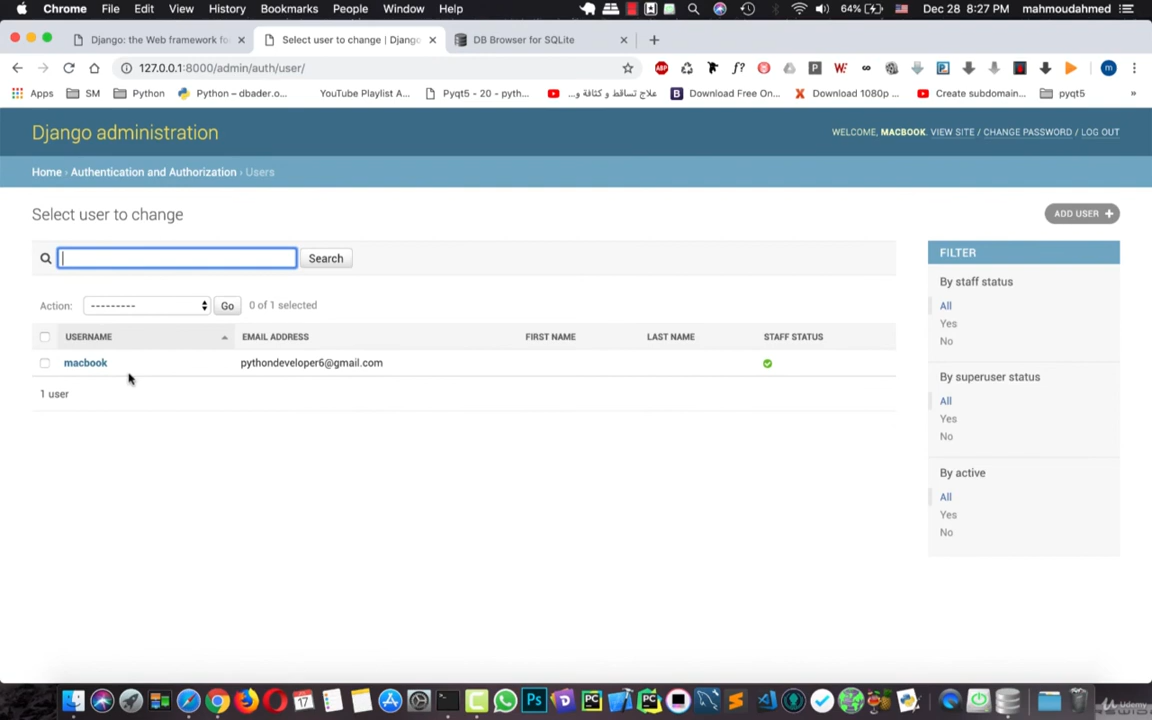 Chrome File Edit View History Bookmarks People Window Help 64% Dec 28 8:27 PM mahmoudahmed
Django: the Web framework fo Select user to change | Django DB Browser for SQLite
127.0.0.1:8000/admin/auth/user/
Apps SM Python Python – dbader.o... YouTube Playlist A... Pyqt5 - 20 - pyth... علاج تساقط و كثافة و... Download Free On... Download 1080p ... Create subdomain... pyqt5 »
Django administration
WELCOME, MACBOOK. VIEW SITE / CHANGE PASSWORD / LOG OUT
Home › Authentication and Authorization › Users
Select user to change
ADD USER +
Search
Action: --------- Go 0 of 1 selected
USERNAME EMAIL ADDRESS FIRST NAME LAST NAME STAFF STATUS
macbook pythondeveloper6@gmail.com
1 user
FILTER
By staff status
All
Yes
No
By superuser status
All
Yes
No
By active
All
Yes
No
Udemy